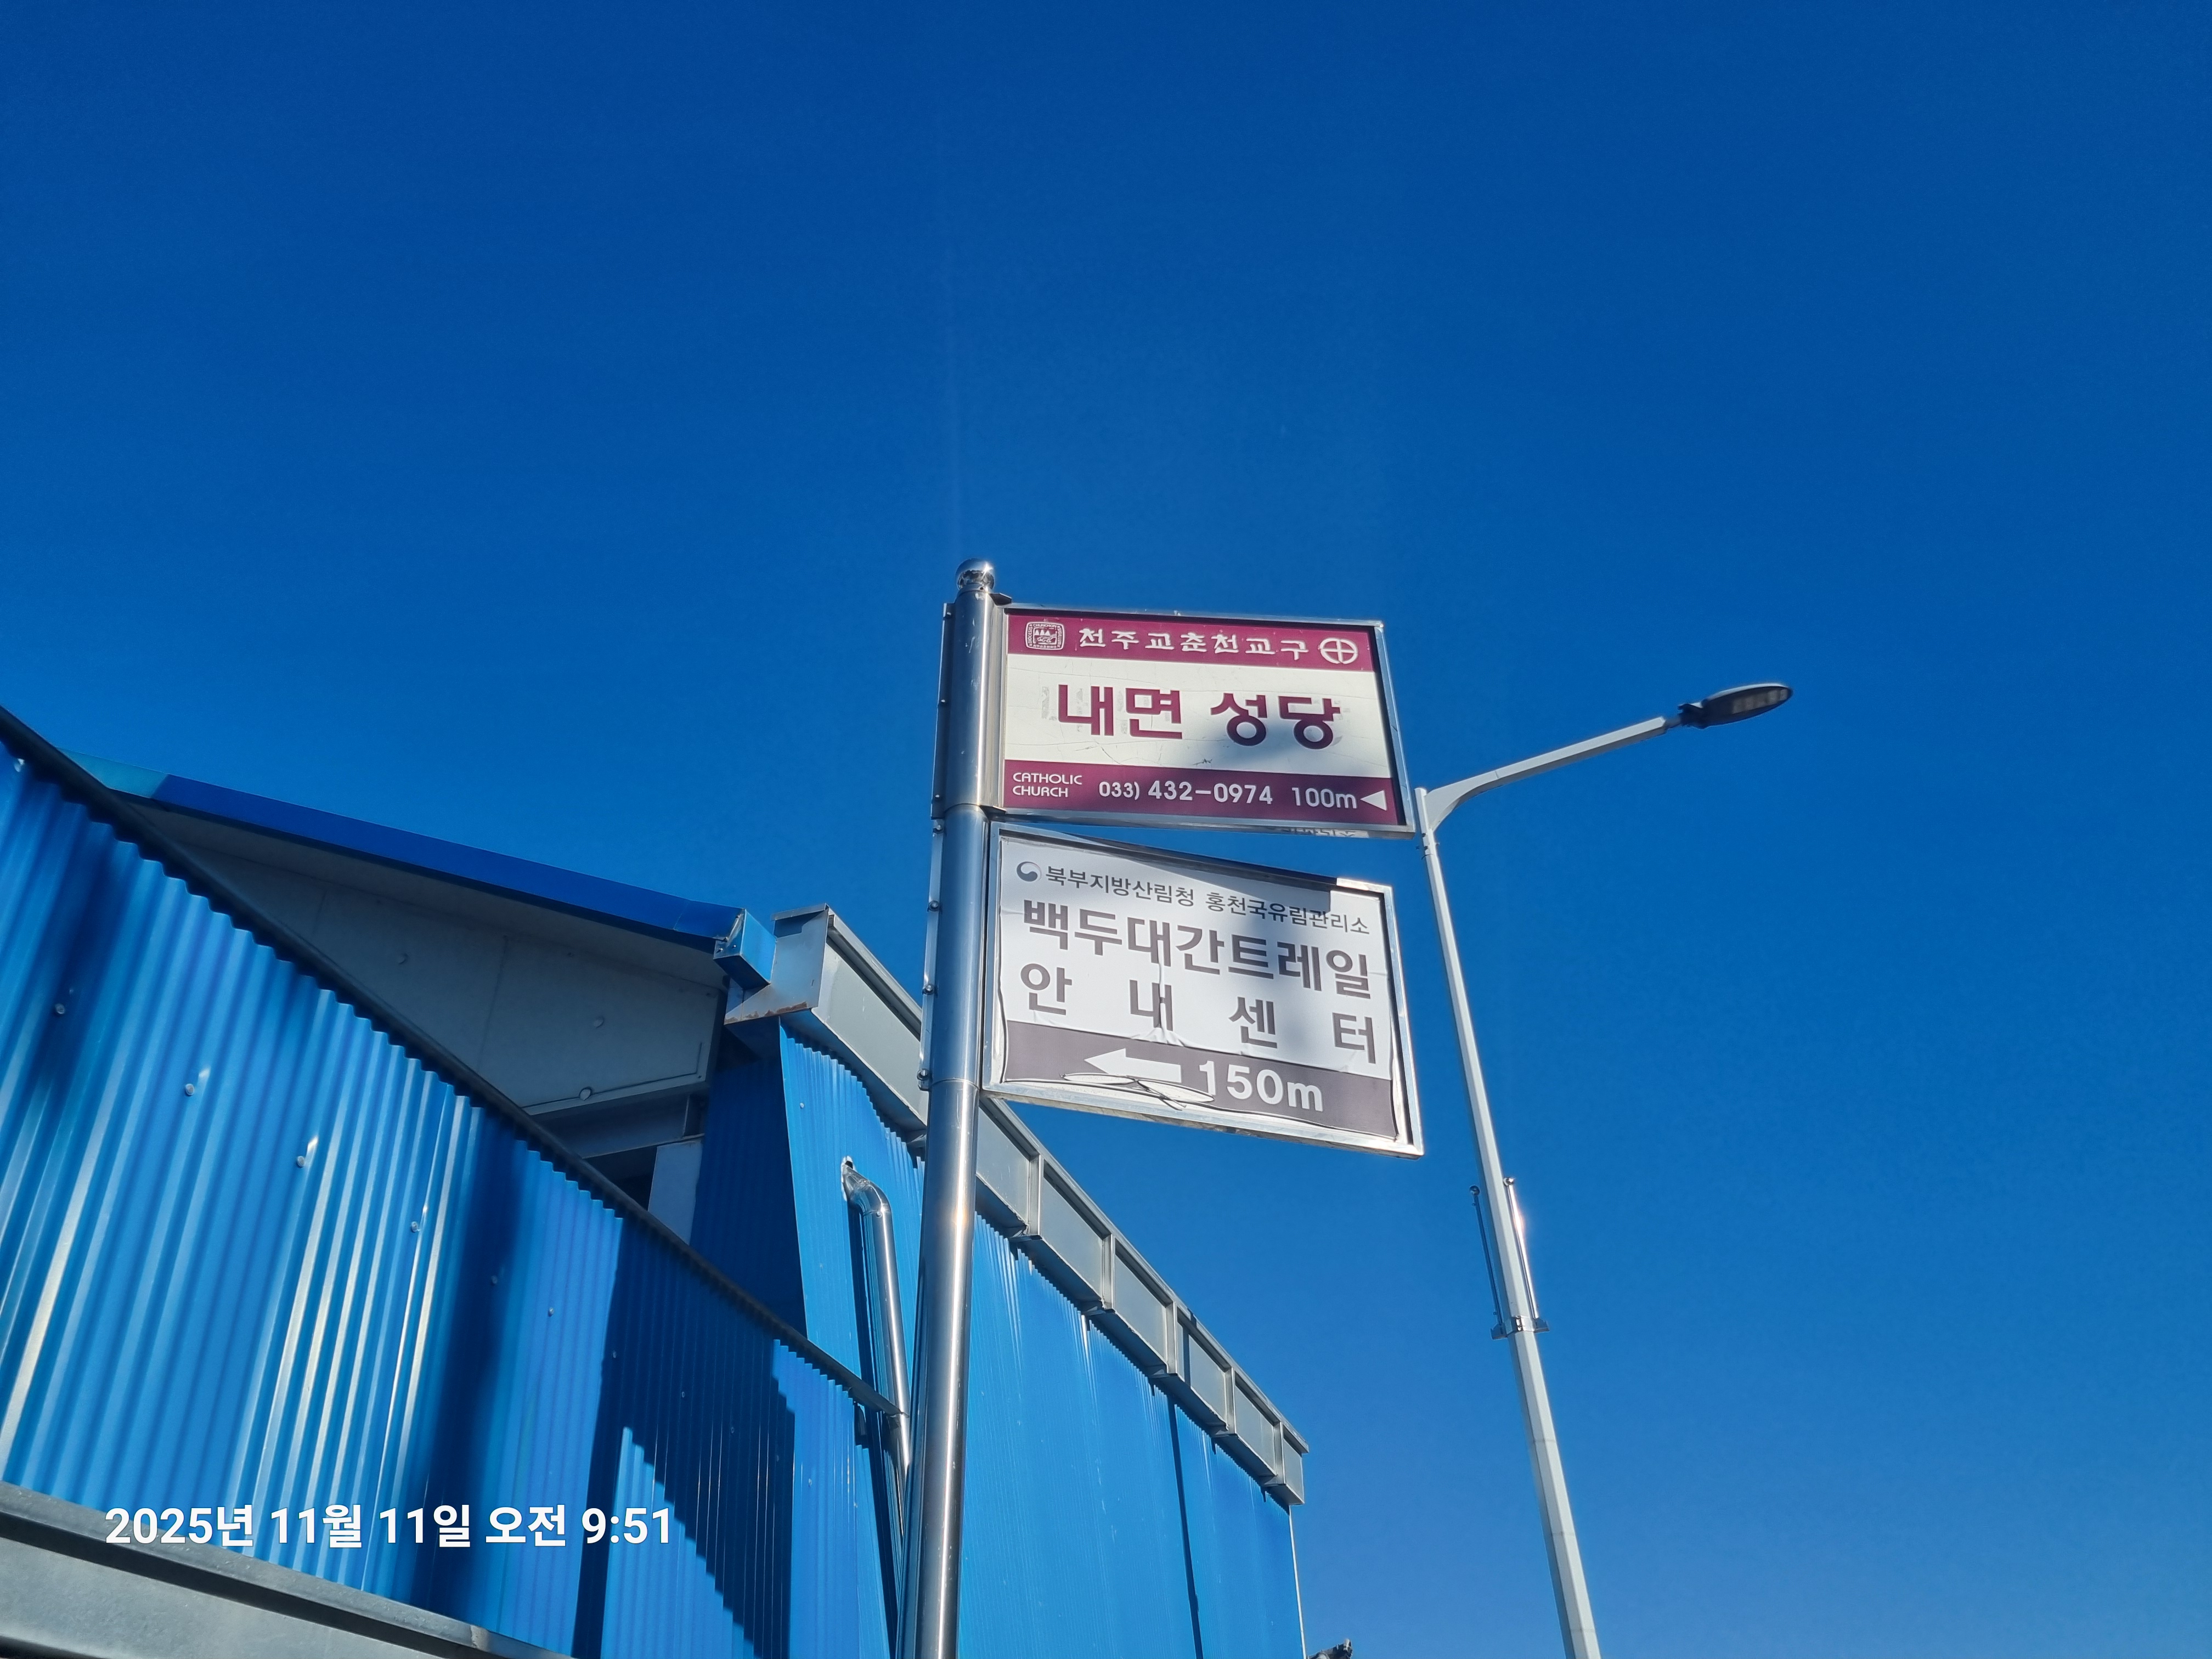 천주교춘천교구
내면 성당
CATHOLIC
CHURCH
033) 432-0974 100m
북부지방산림청 홍천국유림관리소
백두대간트레일
안 내 센 터
150m
2025년 11월 11일 오전 9:51